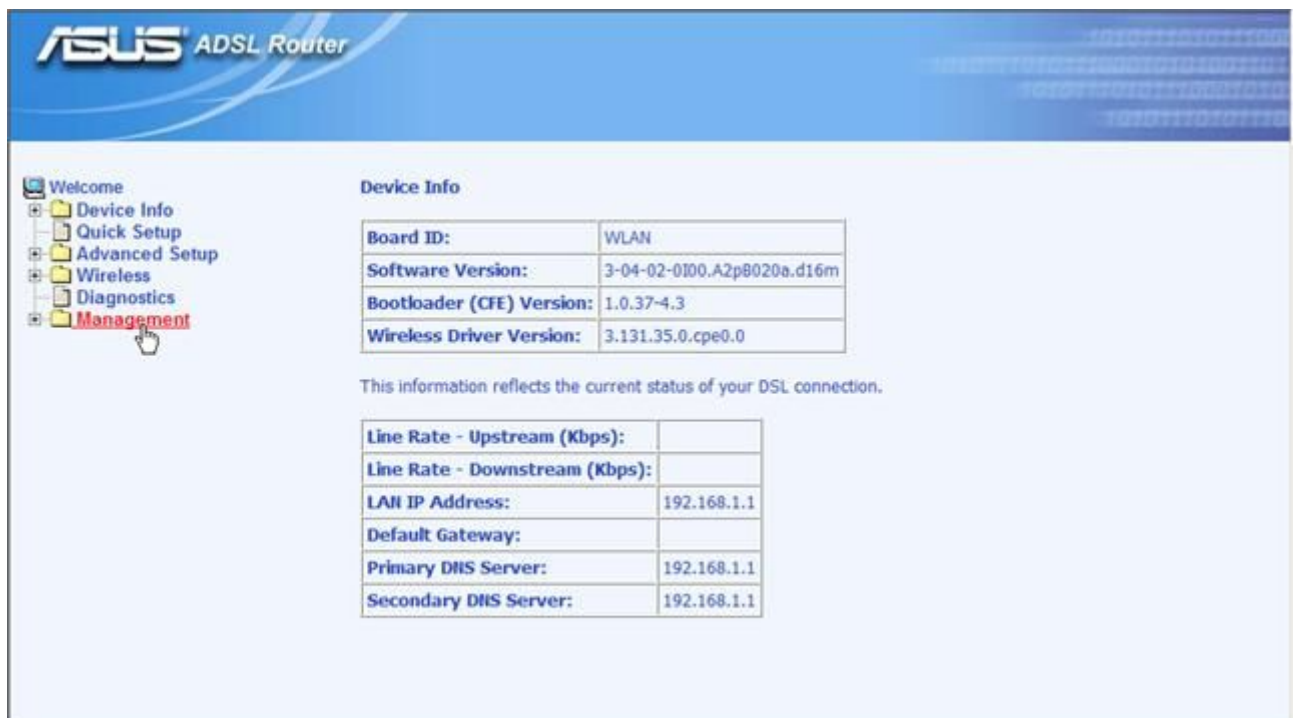 ASUS ADSL Router
Welcome
Device Info
Quick Setup
Advanced Setup
Wireless
Diagnostics
Management
Device Info
Board ID: WLAN
Software Version: 3-04-02-0I00.A2pB020a.d16m
Bootloader (CFE) Version: 1.0.37-4.3
Wireless Driver Version: 3.131.35.0.cpe0.0
This information reflects the current status of your DSL connection.
Line Rate - Upstream (Kbps):
Line Rate - Downstream (Kbps):
LAN IP Address: 192.168.1.1
Default Gateway:
Primary DNS Server: 192.168.1.1
Secondary DNS Server: 192.168.1.1